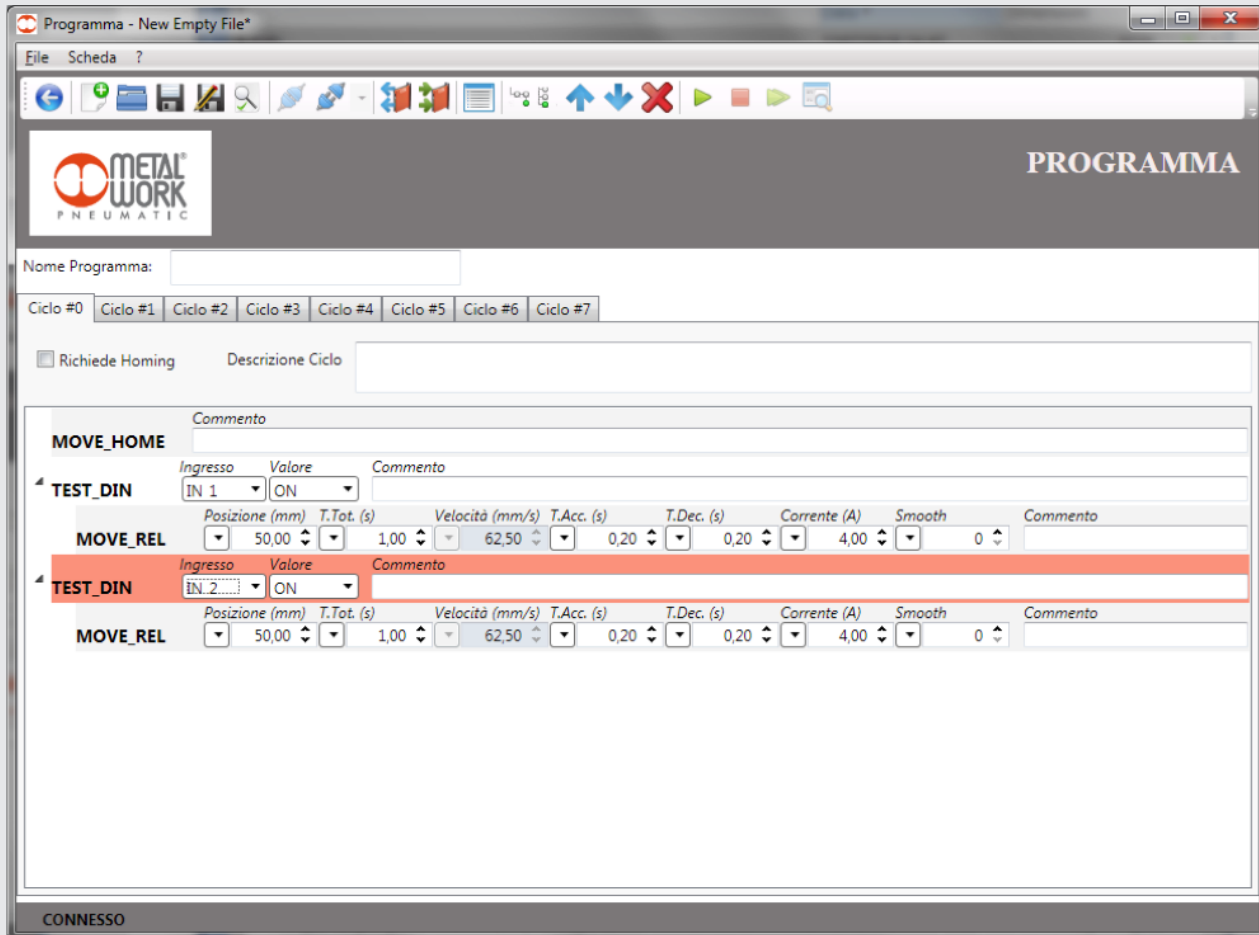 Programma - New Empty File*
File Scheda ?
METAL® WORK
PNEUMATIC
PROGRAMMA
Nome Programma:
Ciclo #0 Ciclo #1 Ciclo #2 Ciclo #3 Ciclo #4 Ciclo #5 Ciclo #6 Ciclo #7
Richiede Homing Descrizione Ciclo
Commento
MOVE_HOME
Ingresso Valore Commento
TEST_DIN IN 1 ON
Posizione (mm) T.Tot. (s) Velocità (mm/s) T.Acc. (s) T.Dec. (s) Corrente (A) Smooth Commento
MOVE_REL 50,00 1,00 62,50 0,20 0,20 4,00 0
Ingresso Valore Commento
TEST_DIN IN 2 ON
Posizione (mm) T.Tot. (s) Velocità (mm/s) T.Acc. (s) T.Dec. (s) Corrente (A) Smooth Commento
MOVE_REL 50,00 1,00 62,50 0,20 0,20 4,00 0
CONNESSO